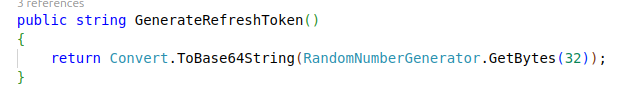 3 references
public string GenerateRefreshToken()
{
    return Convert.ToBase64String(RandomNumberGenerator.GetBytes(32));
}